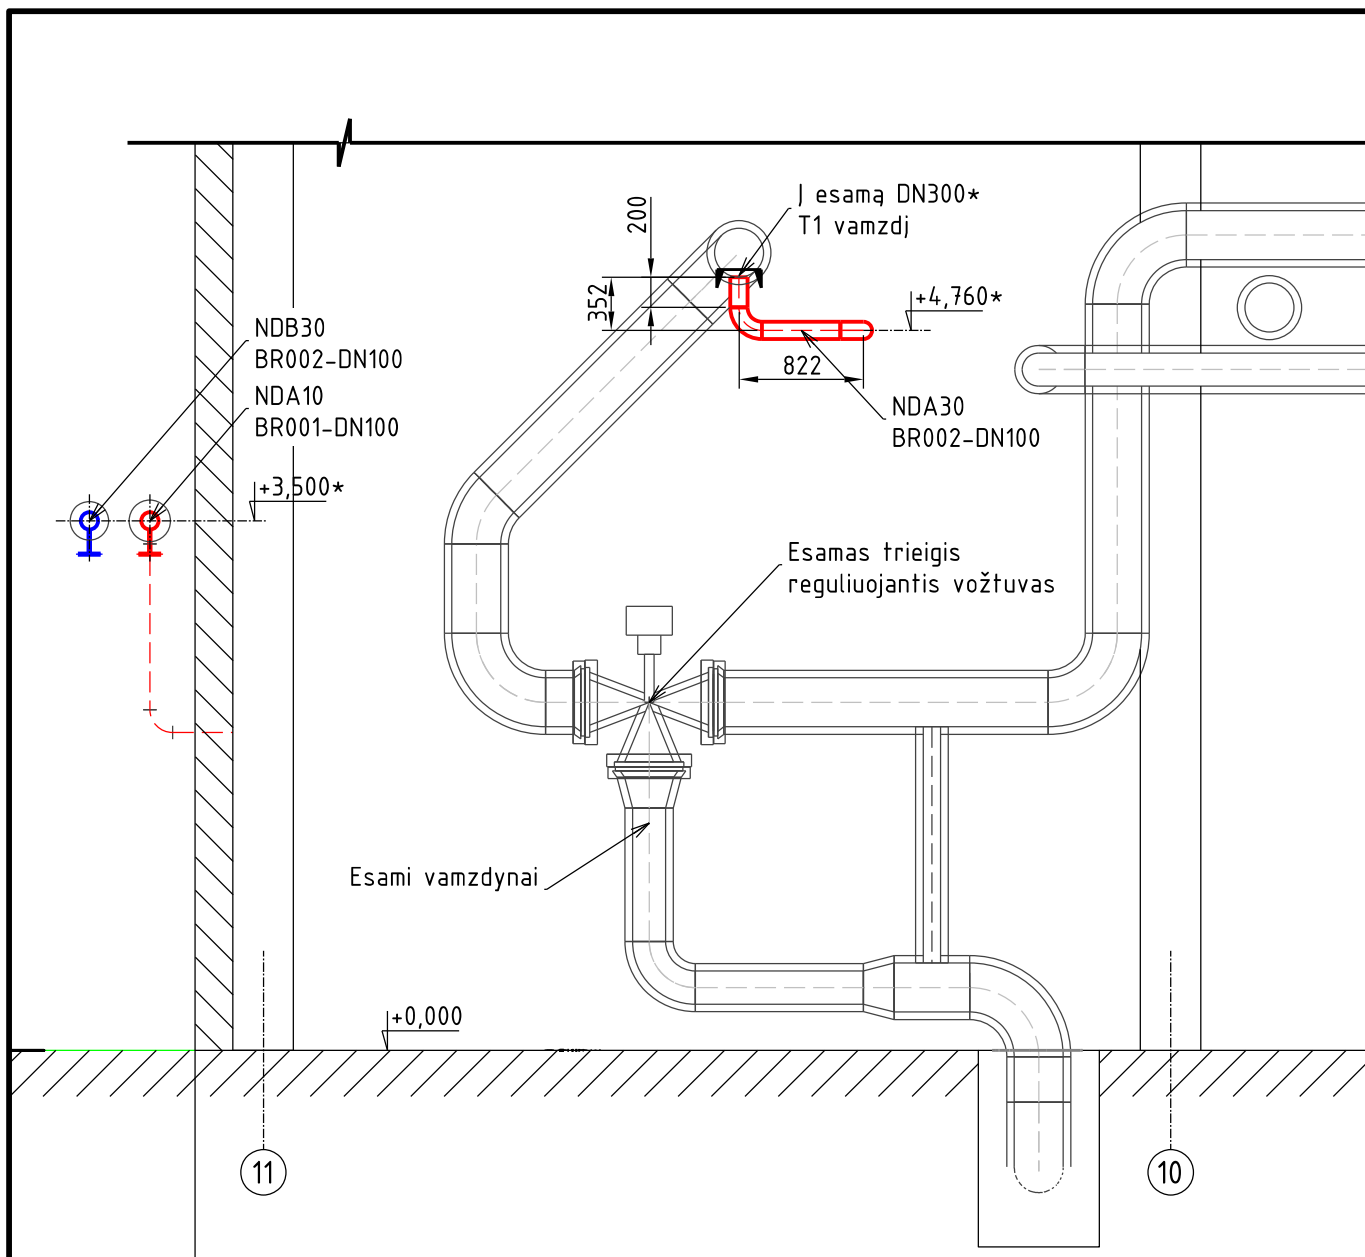 Į esamą DN300*
T1 vamzdį
200
352
+4,760*
822
NDB30
BR002-DN100
NDA10
BR001-DN100
NDA30
BR002-DN100
+3,500*
Esamas trieigis
reguliuojantis vožtuvas
Esami vamzdynai
+0,000
11
10